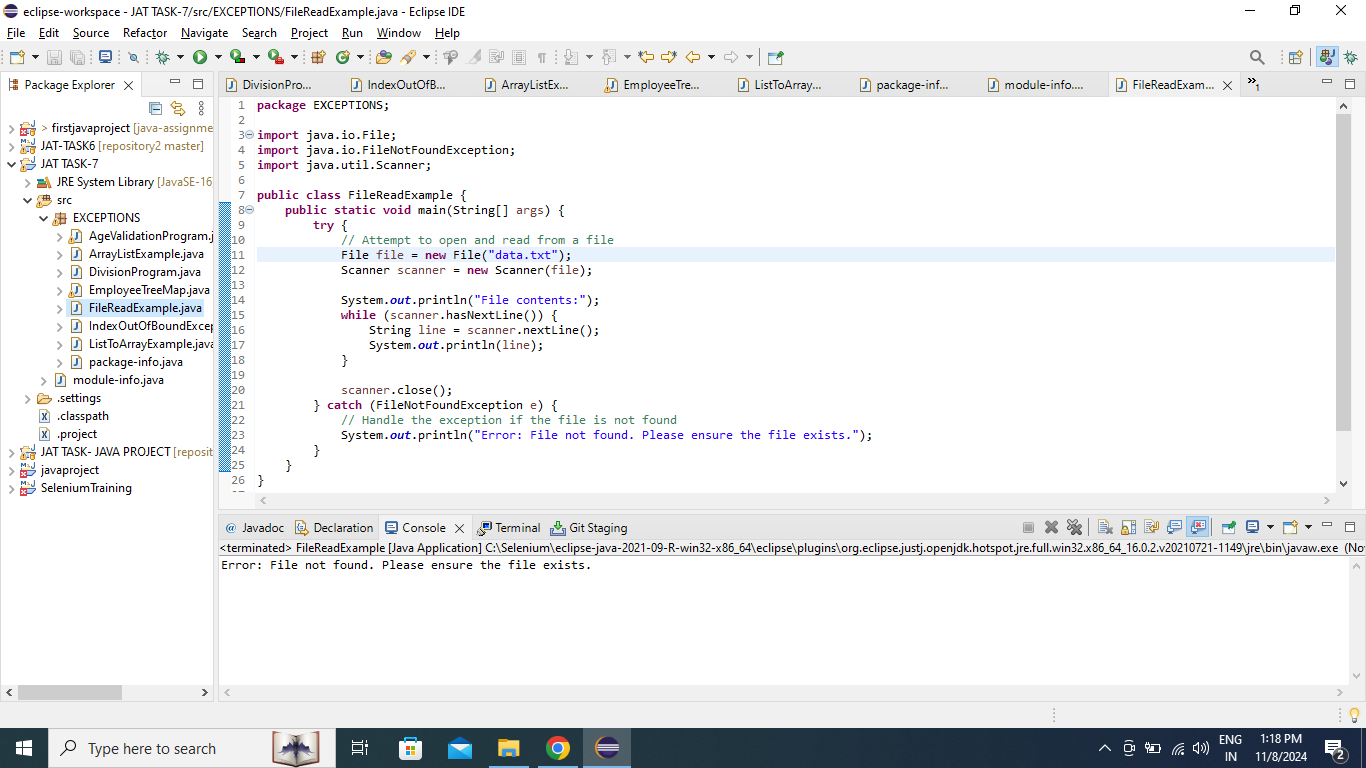 eclipse-workspace - JAT TASK-7/src/EXCEPTIONS/FileReadExample.java - Eclipse IDE
File Edit Source Refactor Navigate Search Project Run Window Help
Package Explorer
> firstjavaproject [java-assignme
JAT-TASK6 [repository2 master]
JAT TASK-7
JRE System Library [JavaSE-16
src
EXCEPTIONS
AgeValidationProgram.j
ArrayListExample.java
DivisionProgram.java
EmployeeTreeMap.java
FileReadExample.java
IndexOutOfBoundExcep
ListToArrayExample.java
package-info.java
module-info.java
.settings
.classpath
.project
JAT TASK- JAVA PROJECT [reposit
javaproject
SeleniumTraining
DivisionPro... IndexOutOfB... ArrayListEx... EmployeeTre... ListToArray... package-inf... module-info.... FileReadExam... 1
1 package EXCEPTIONS;
2
3 import java.io.File;
4 import java.io.FileNotFoundException;
5 import java.util.Scanner;
6
7 public class FileReadExample {
8 public static void main(String[] args) {
9 try {
10 // Attempt to open and read from a file
11 File file = new File("data.txt");
12 Scanner scanner = new Scanner(file);
13
14 System.out.println("File contents:");
15 while (scanner.hasNextLine()) {
16 String line = scanner.nextLine();
17 System.out.println(line);
18 }
19
20 scanner.close();
21 } catch (FileNotFoundException e) {
22 // Handle the exception if the file is not found
23 System.out.println("Error: File not found. Please ensure the file exists.");
24 }
25 }
26 }
@ Javadoc Declaration Console Terminal Git Staging
<terminated> FileReadExample [Java Application] C:\Selenium\eclipse-java-2021-09-R-win32-x86_64\eclipse\plugins\org.eclipse.justj.openjdk.hotspot.jre.full.win32.x86_64_16.0.2.v20210721-1149\jre\bin\javaw.exe (No
Error: File not found. Please ensure the file exists.
Type here to search
ENG
IN
1:18 PM
11/8/2024
2